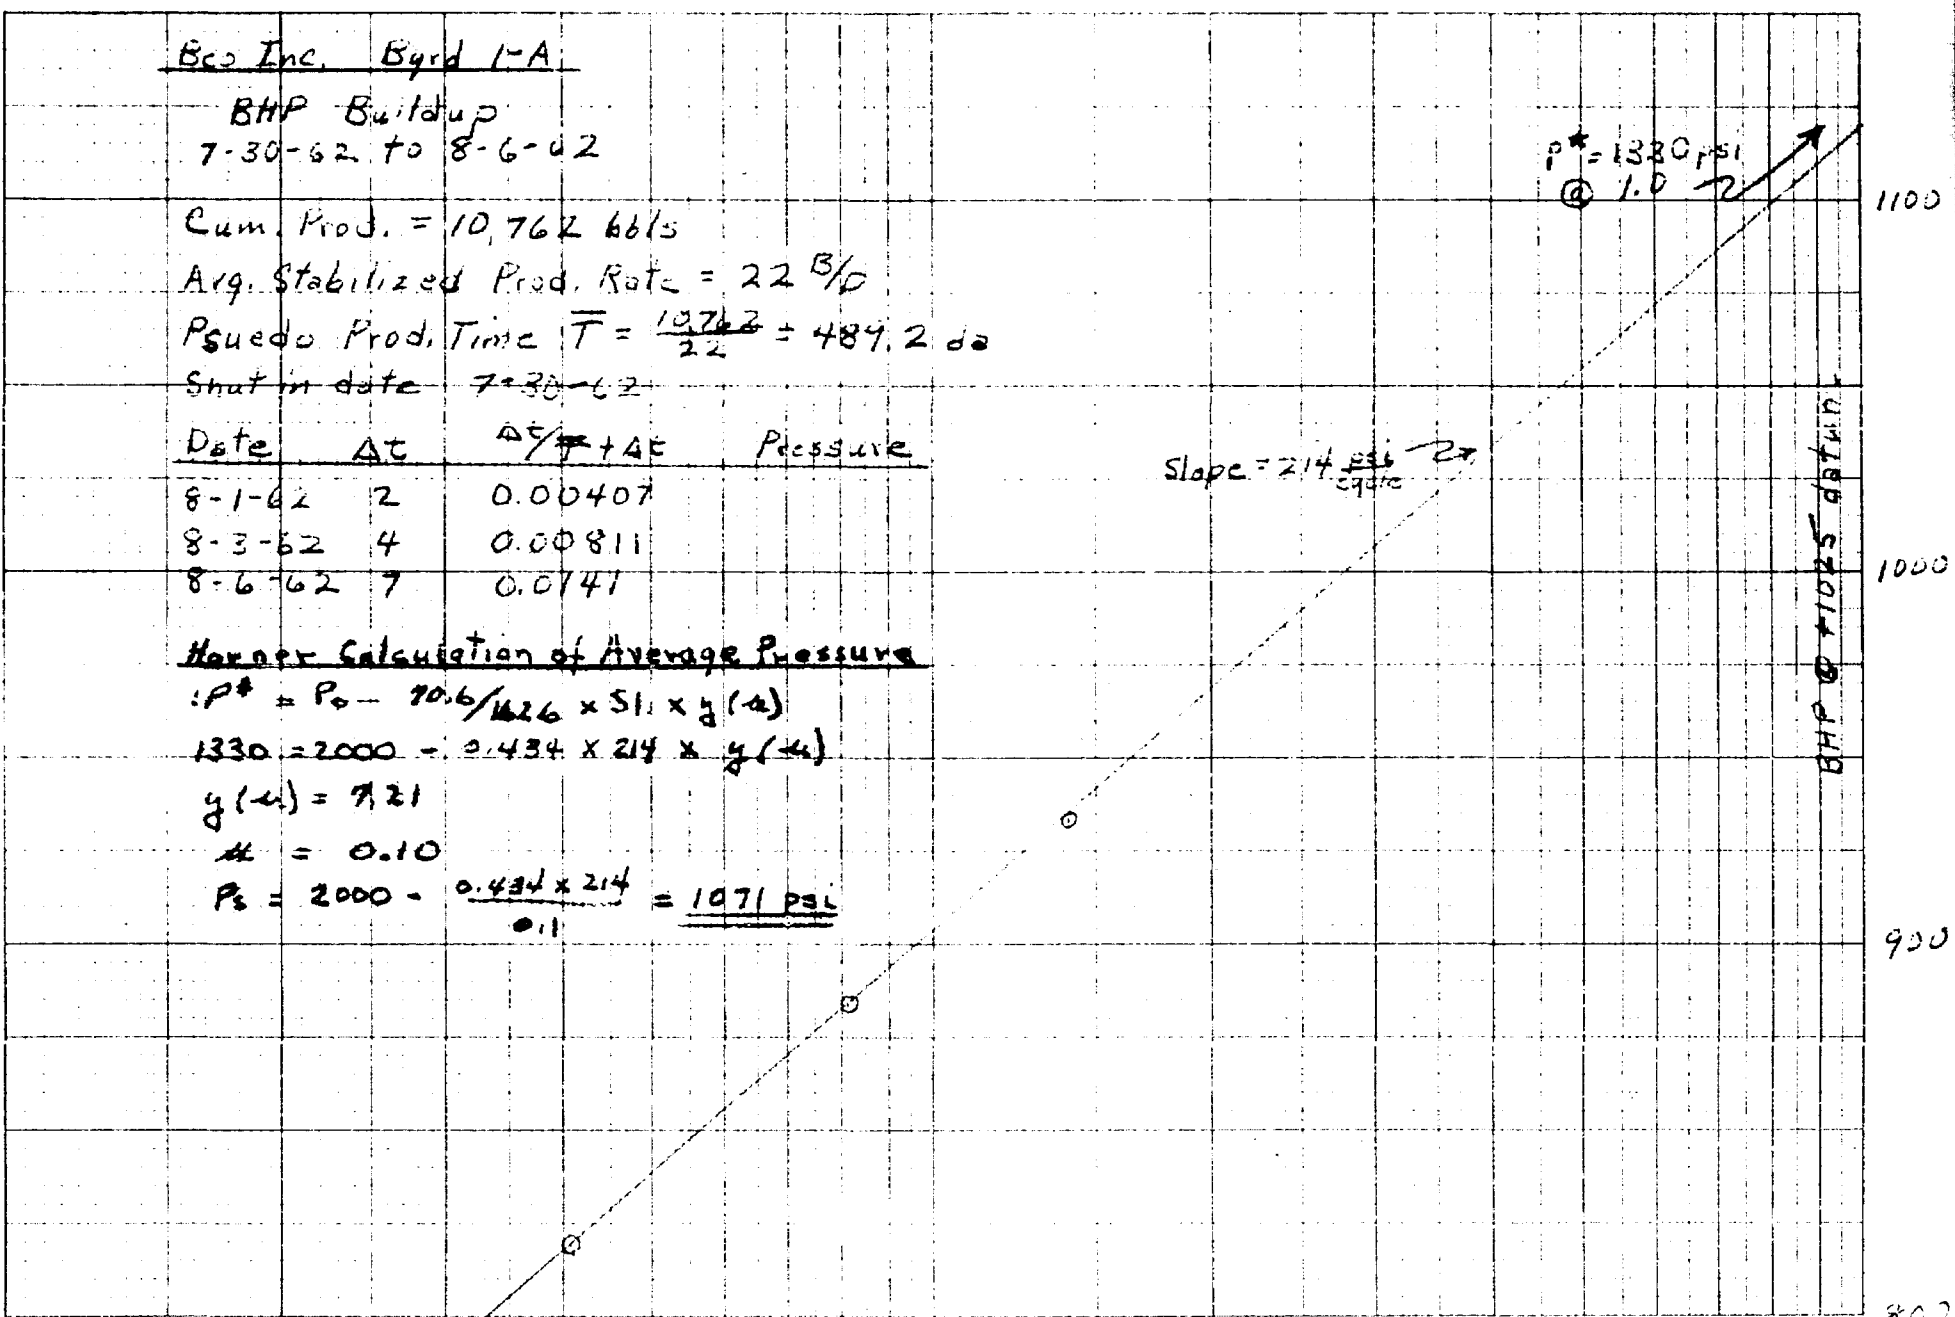 Bco Inc. Byrd 1-A
BHP Buildup
7-30-62 to 8-6-62
Cum. Prod. = 10,762 bbls
Avg. Stabilized Prod. Rate = 22 B/D
Psuedo Prod. Time T̅ = 10,762/22 = 489.2 da
Shut in date 7-30-62
Date Δt Δt/T̅+Δt Pressure
8-1-62 2 0.00407
8-3-62 4 0.00811
8-6-62 7 0.0141
Horner Calculation of Average Pressure
P* = Po - 70.6/162.6 x Sl. x y(u)
1330 = 2000 - 0.434 x 214 x y(u)
y(u) = 7.21
u = 0.10
Ps = 2000 - 0.434 x 214/0.1 = 1071 psi
P* = 1330 psi
@ 1.0
Slope = 214 psi/cycle
BHP @ +1025 datum
1100
1000
900
800